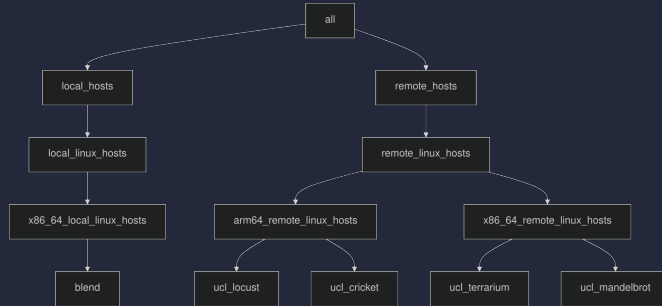 all
local_hosts
remote_hosts
local_linux_hosts
remote_linux_hosts
x86_64_local_linux_hosts
arm64_remote_linux_hosts
x86_64_remote_linux_hosts
blend
ucl_locust
ucl_cricket
ucl_terrarium
ucl_mandelbrot